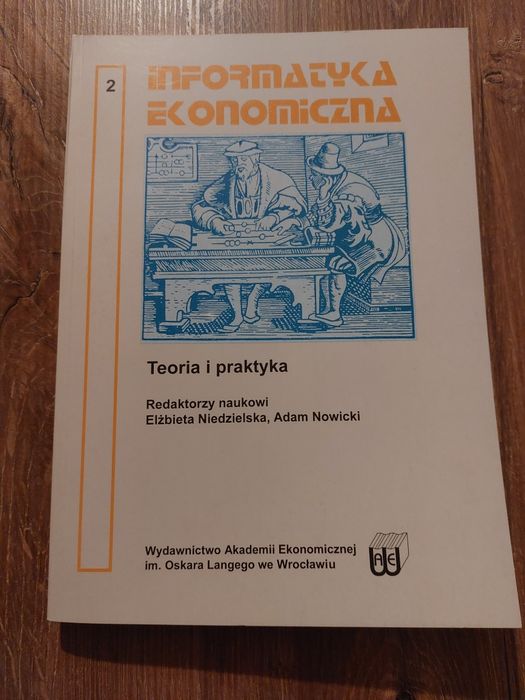 2
INFORMATYKA
EKONOMICZNA
Teoria i praktyka
Redaktorzy naukowi
Elżbieta Niedzielska, Adam Nowicki
Wydawnictwo Akademii Ekonomicznej
im. Oskara Langego we Wrocławiu